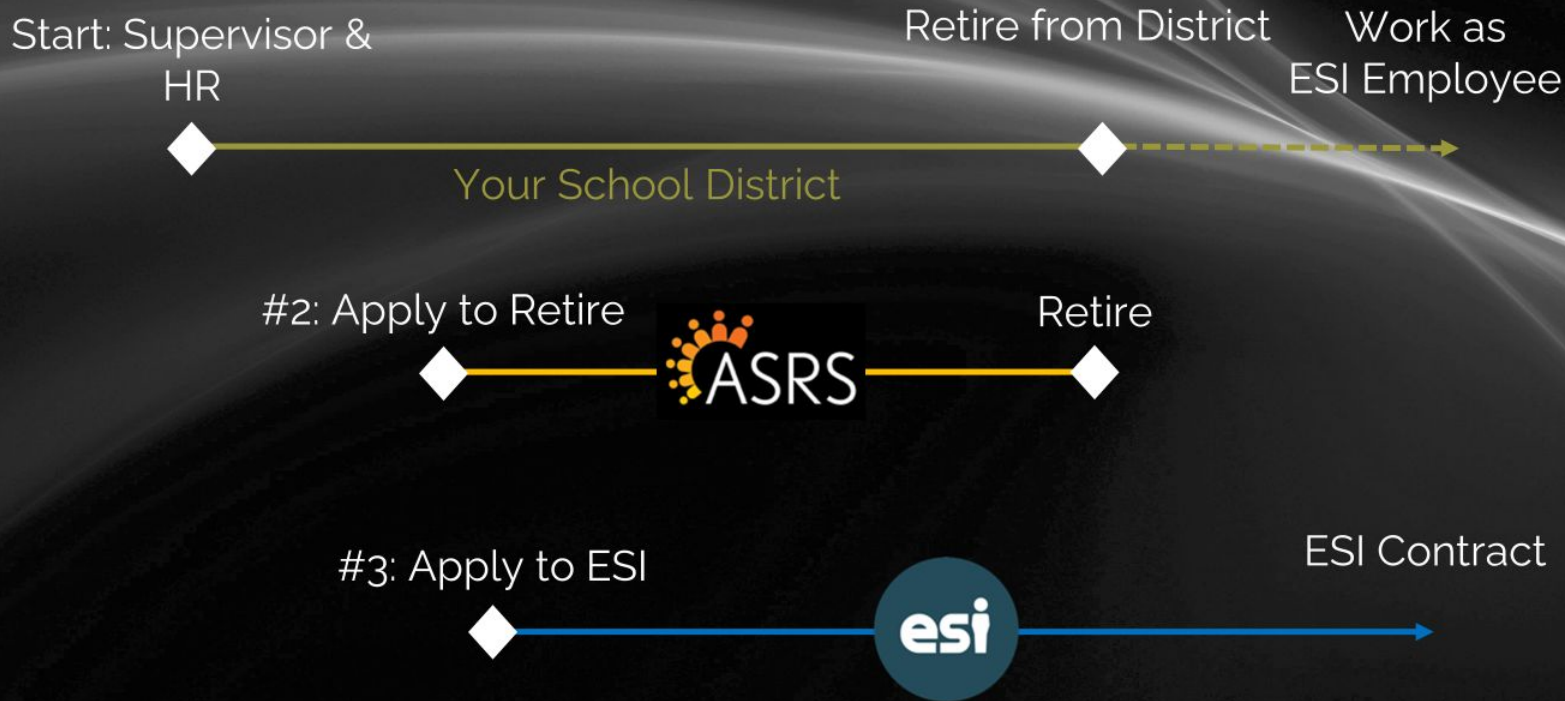 Start: Supervisor &
HR
Retire from District
Work as
ESI Employee
Your School District
#2: Apply to Retire
ASRS
Retire
#3: Apply to ESI
esi
ESI Contract